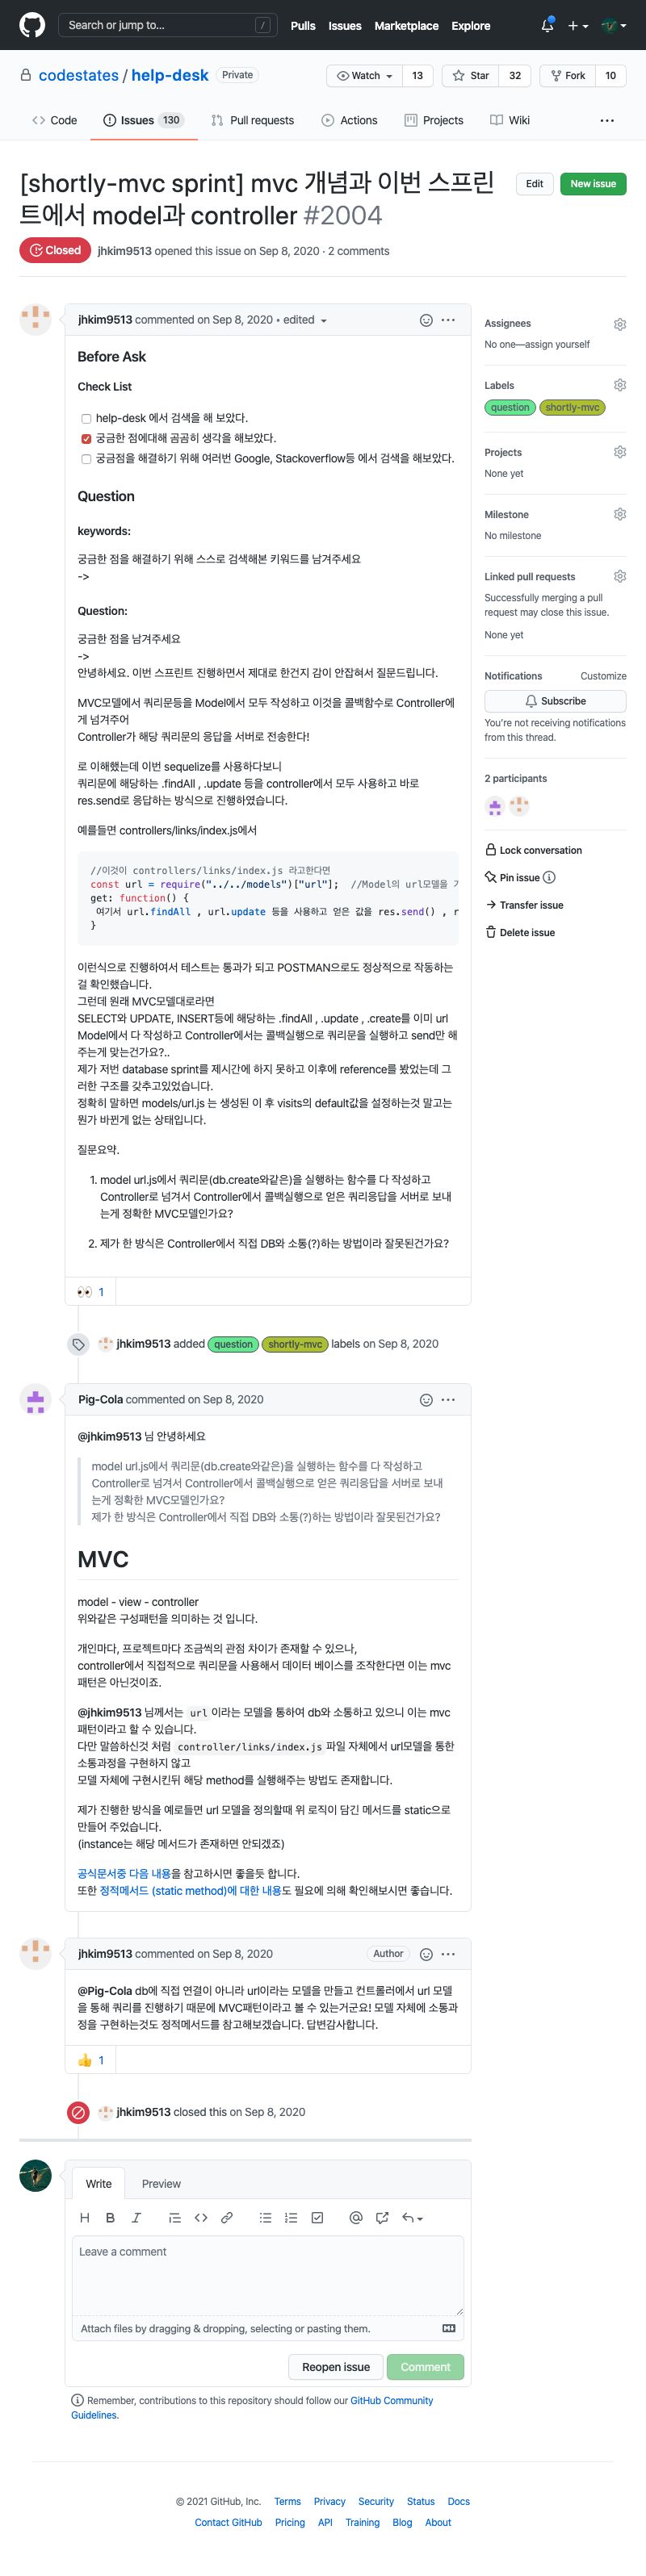 Search or jump to...
/
Pulls Issues Marketplace Explore
codestates / help-desk Private
Watch 13 Star 32 Fork 10
Code Issues 130 Pull requests Actions Projects Wiki
[shortly-mvc sprint] mvc 개념과 이번 스프린
트에서 model과 controller #2004
Edit New issue
Closed jhkim9513 opened this issue on Sep 8, 2020 · 2 comments
jhkim9513 commented on Sep 8, 2020 • edited
Before Ask
Check List
help-desk 에서 검색을 해 보았다.
궁금한 점에대해 곰곰히 생각을 해보았다.
궁금점을 해결하기 위해 여러번 Google, Stackoverflow등 에서 검색을 해보았다.
Question
keywords:
궁금한 점을 해결하기 위해 스스로 검색해본 키워드를 남겨주세요
->
Question:
궁금한 점을 남겨주세요
->
안녕하세요. 이번 스프린트 진행하면서 제대로 한건지 감이 안잡혀서 질문드립니다.
MVC모델에서 쿼리문등을 Model에서 모두 작성하고 이것을 콜백함수로 Controller에
게 넘겨주어
Controller가 해당 쿼리문의 응답을 서버로 전송한다!
로 이해했는데 이번 sequelize를 사용하다보니
쿼리문에 해당하는 .findAll , .update 등을 controller에서 모두 사용하고 바로
res.send로 응답하는 방식으로 진행하였습니다.
예를들면 controllers/links/index.js에서
//이것이 controllers/links/index.js 라고한다면
const url = require("../../models")["url"]; //Model의 url모델을
get: function() {
여기서 url.findAll , url.update 등을 사용하고 얻은 값을 res.send() , r
}
이런식으로 진행하여서 테스트는 통과가 되고 POSTMAN으로도 정상적으로 작동하는
걸 확인했습니다.
그런데 원래 MVC모델대로라면
SELECT와 UPDATE, INSERT등에 해당하는 .findAll , .update , .create를 이미 url
Model에서 다 작성하고 Controller에서는 콜백실행으로 쿼리문을 실행하고 send만 해
주는게 맞는건가요?..
제가 저번 database sprint를 제시간에 하지 못하고 이후에 reference를 봤었는데 그
러한 구조를 갖추고있었습니다.
정확히 말하면 models/url.js 는 생성된 이 후 visits의 default값을 설정하는것 말고는
뭔가 바뀐게 없는 상태입니다.
질문요약.
1. model url.js에서 쿼리문(db.create와같은)을 실행하는 함수를 다 작성하고
Controller로 넘겨서 Controller에서 콜백실행으로 얻은 쿼리응답을 서버로 보내
는게 정확한 MVC모델인가요?
2. 제가 한 방식은 Controller에서 직접 DB와 소통(?)하는 방법이라 잘못된건가요?
1
jhkim9513 added question shortly-mvc labels on Sep 8, 2020
Pig-Cola commented on Sep 8, 2020
@jhkim9513 님 안녕하세요
model url.js에서 쿼리문(db.create와같은)을 실행하는 함수를 다 작성하고
Controller로 넘겨서 Controller에서 콜백실행으로 얻은 쿼리응답을 서버로 보내
는게 정확한 MVC모델인가요?
제가 한 방식은 Controller에서 직접 DB와 소통(?)하는 방법이라 잘못된건가요?
MVC
model - view - controller
위와같은 구성패턴을 의미하는 것 입니다.
개인마다, 프로젝트마다 조금씩의 관점 차이가 존재할 수 있으나,
controller에서 직접적으로 쿼리문을 사용해서 데이터 베이스를 조작한다면 이는 mvc
패턴은 아닌것이죠.
@jhkim9513 님께서는 url 이라는 모델을 통하여 db와 소통하고 있으니 이는 mvc
패턴이라고 할 수 있습니다.
다만 말씀하신것 처럼 controller/links/index.js 파일 자체에서 url모델을 통한
소통과정을 구현하지 않고
모델 자체에 구현시킨뒤 해당 method를 실행해주는 방법도 존재합니다.
제가 진행한 방식을 예로들면 url 모델을 정의할때 위 로직이 담긴 메서드를 static으로
만들어 주었습니다.
(instance는 해당 메서드가 존재하면 안되겠죠)
공식문서중 다음 내용을 참고하시면 좋을듯 합니다.
또한 정적메서드 (static method)에 대한 내용도 필요에 의해 확인해보시면 좋습니다.
jhkim9513 commented on Sep 8, 2020 Author
@Pig-Cola db에 직접 연결이 아니라 url이라는 모델을 만들고 컨트롤러에서 url 모델
을 통해 쿼리를 진행하기 때문에 MVC패턴이라고 볼 수 있는거군요! 모델 자체에 소통과
정을 구현하는것도 정적메서드를 참고해보겠습니다. 답변감사합니다.
1
jhkim9513 closed this on Sep 8, 2020
Write Preview
Leave a comment
Attach files by dragging & dropping, selecting or pasting them.
Reopen issue Comment
Remember, contributions to this repository should follow our GitHub Community
Guidelines.
Assignees
No one—assign yourself
Labels
question shortly-mvc
Projects
None yet
Milestone
No milestone
Linked pull requests
Successfully merging a pull
request may close this issue.
None yet
Notifications Customize
Subscribe
You're not receiving notifications
from this thread.
2 participants
Lock conversation
Pin issue
Transfer issue
Delete issue
© 2021 GitHub, Inc. Terms Privacy Security Status Docs
Contact GitHub Pricing API Training Blog About